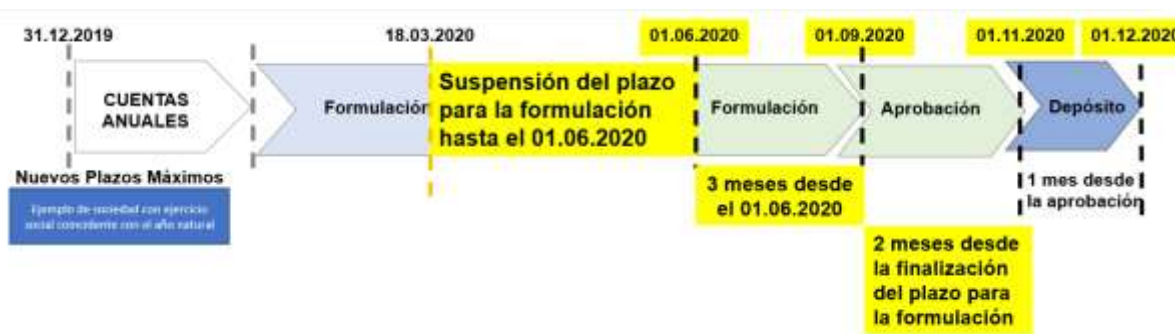 31.12.2019
18.03.2020
01.06.2020
01.09.2020
01.11.2020
01.12.2020
CUENTAS
ANUALES
Formulación
Suspensión del plazo
para la formulación
hasta el 01.06.2020
Formulación
Aprobación
Depósito
Nuevos Plazos Máximos
Ejemplo de sociedad con ejercicio
social coincidente con el año natural
3 meses desde
el 01.06.2020
1 mes desde
la aprobación
2 meses desde
la finalización
del plazo para
la formulación